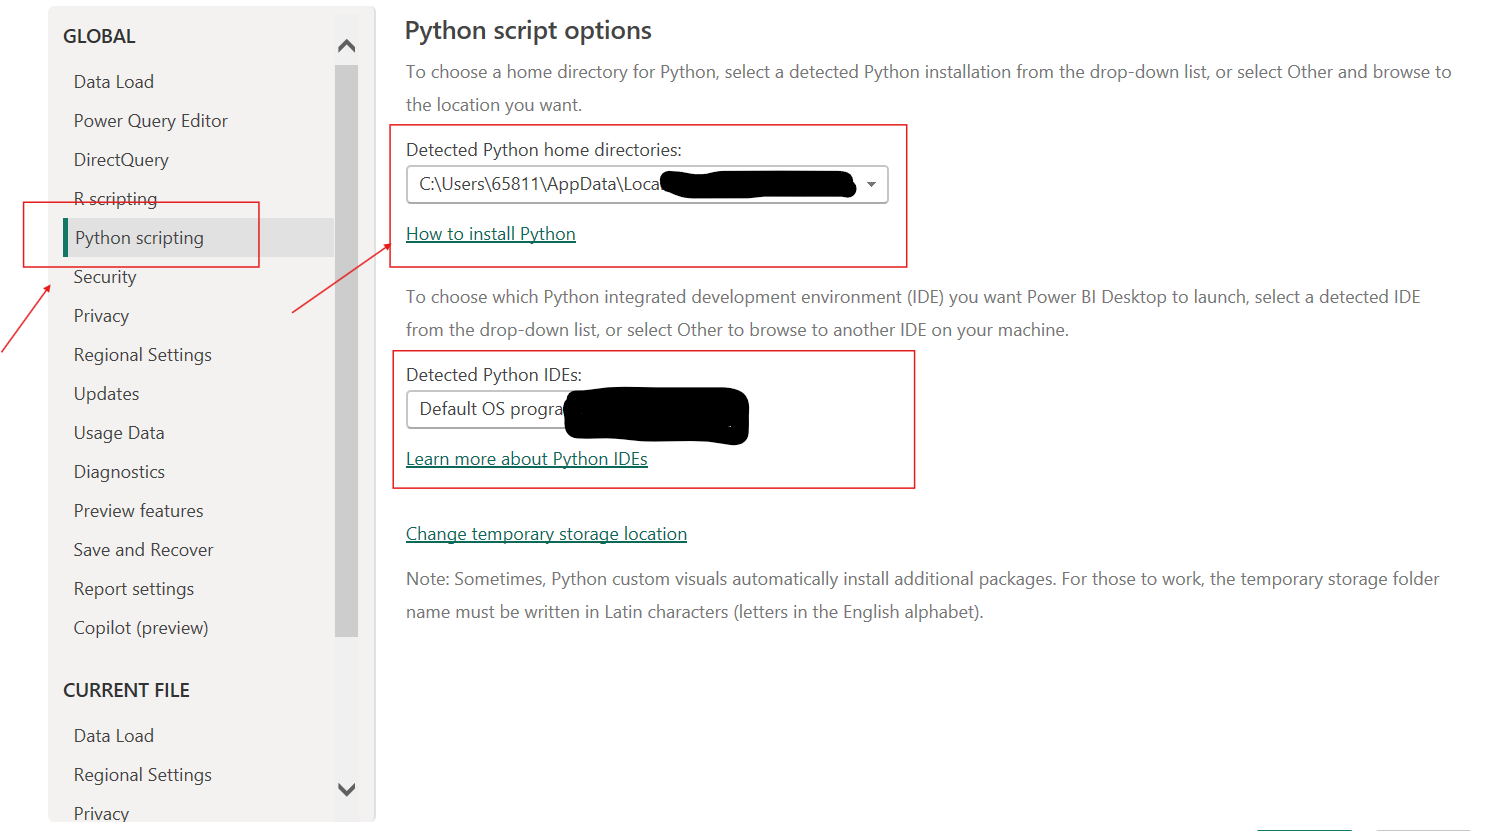 GLOBAL
Data Load
Power Query Editor
DirectQuery
R scripting
Python scripting
Security
Privacy
Regional Settings
Updates
Usage Data
Diagnostics
Preview features
Save and Recover
Report settings
Copilot (preview)
CURRENT FILE
Data Load
Regional Settings
Privacy
Python script options
To choose a home directory for Python, select a detected Python installation from the drop-down list, or select Other and browse to
the location you want.
Detected Python home directories:
C:\Users\65811\AppData\Loca
How to install Python
To choose which Python integrated development environment (IDE) you want Power BI Desktop to launch, select a detected IDE
from the drop-down list, or select Other to browse to another IDE on your machine.
Detected Python IDEs:
Default OS progra
Learn more about Python IDEs
Change temporary storage location
Note: Sometimes, Python custom visuals automatically install additional packages. For those to work, the temporary storage folder
name must be written in Latin characters (letters in the English alphabet).